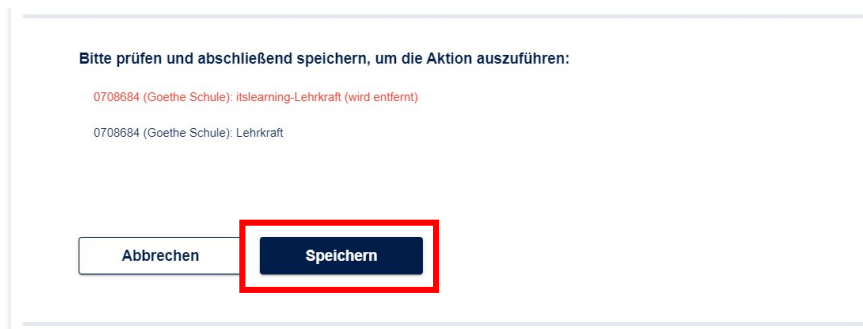 Bitte prüfen und abschließend speichern, um die Aktion auszuführen:
0708684 (Goethe Schule): itslearning-Lehrkraft (wird entfernt)
0708684 (Goethe Schule): Lehrkraft
Abbrechen Speichern